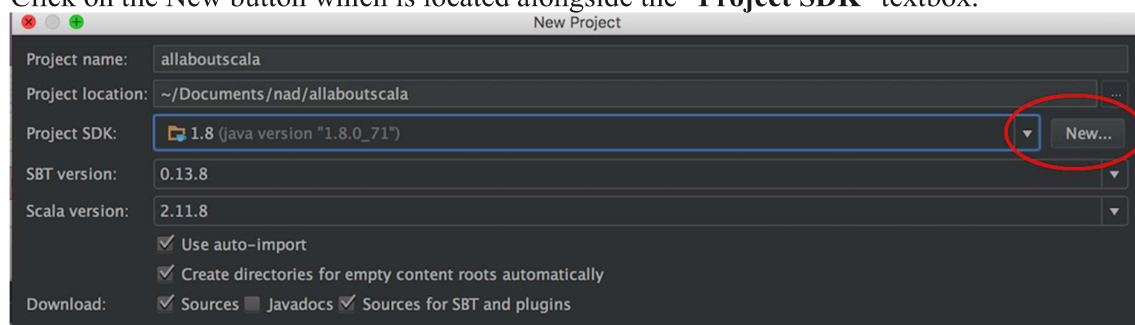 Click on the New button which is located alongside the "Project SDK" textbox.
New Project
Project name: allaboutscala
Project location: ~/Documents/nad/allaboutscala ...
Project SDK: 1.8 (java version "1.8.0_71") New...
SBT version: 0.13.8
Scala version: 2.11.8
Use auto-import
Create directories for empty content roots automatically
Download: Sources Javadocs Sources for SBT and plugins